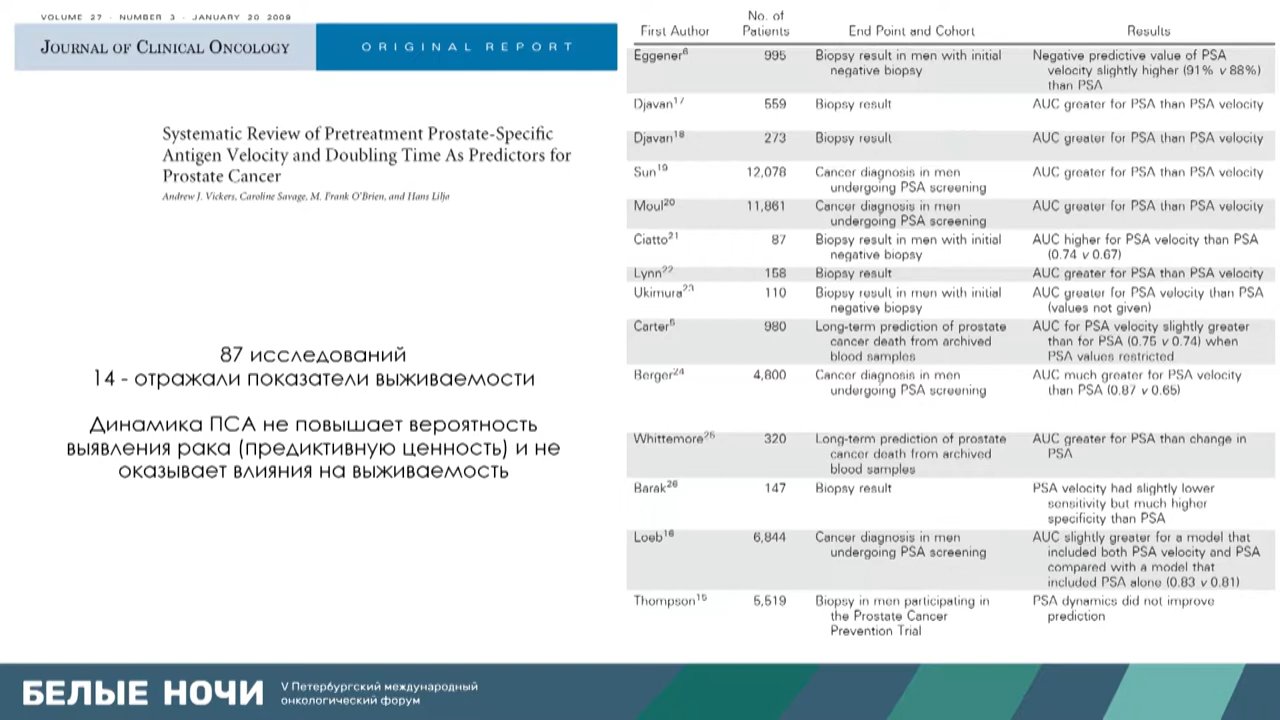 VOLUME 27 · NUMBER 3 · JANUARY 20 2009
JOURNAL OF CLINICAL ONCOLOGY
ORIGINAL REPORT
Systematic Review of Pretreatment Prostate-Specific
Antigen Velocity and Doubling Time As Predictors for
Prostate Cancer
Andrew J. Vickers, Caroline Savage, M. Frank O'Brien, and Hans Lilja
87 исследований
14 - отражали показатели выживаемости
Динамика ПСА не повышает вероятность
выявления рака (предиктивную ценность) и не
оказывает влияния на выживаемость
No. of
First Author Patients End Point and Cohort Results
Eggener6 995 Biopsy result in men with initial Negative predictive value of PSA
negative biopsy velocity slightly higher (91% v 88%)
than PSA
Djavan17 559 Biopsy result AUC greater for PSA than PSA velocity
Djavan18 273 Biopsy result AUC greater for PSA than PSA velocity
Sun19 12,078 Cancer diagnosis in men AUC greater for PSA than PSA velocity
undergoing PSA screening
Moul20 11,861 Cancer diagnosis in men AUC greater for PSA than PSA velocity
undergoing PSA screening
Ciatto21 87 Biopsy result in men with initial AUC higher for PSA velocity than PSA
negative biopsy (0.74 v 0.67)
Lynn22 158 Biopsy result AUC greater for PSA than PSA velocity
Ukimura23 110 Biopsy result in men with initial AUC greater for PSA velocity than PSA
negative biopsy (values not given)
Carter5 980 Long-term prediction of prostate AUC for PSA velocity slightly greater
cancer death from archived than for PSA (0.75 v 0.74) when
blood samples PSA values restricted
Berger24 4,800 Cancer diagnosis in men AUC much greater for PSA velocity
undergoing PSA screening than PSA (0.87 v 0.65)
Whittemore25 320 Long-term prediction of prostate AUC greater for PSA than change in
cancer death from archived PSA
blood samples
Barak26 147 Biopsy result PSA velocity had slightly lower
sensitivity but much higher
specificity than PSA
Loeb16 6,844 Cancer diagnosis in men AUC slightly greater for a model that
undergoing PSA screening included both PSA velocity and PSA
compared with a model that
included PSA alone (0.83 v 0.81)
Thompson15 5,519 Biopsy in men participating in PSA dynamics did not improve
the Prostate Cancer prediction
Prevention Trial
БЕЛЫЕ НОЧИ
V Петербургский международный
онкологический форум